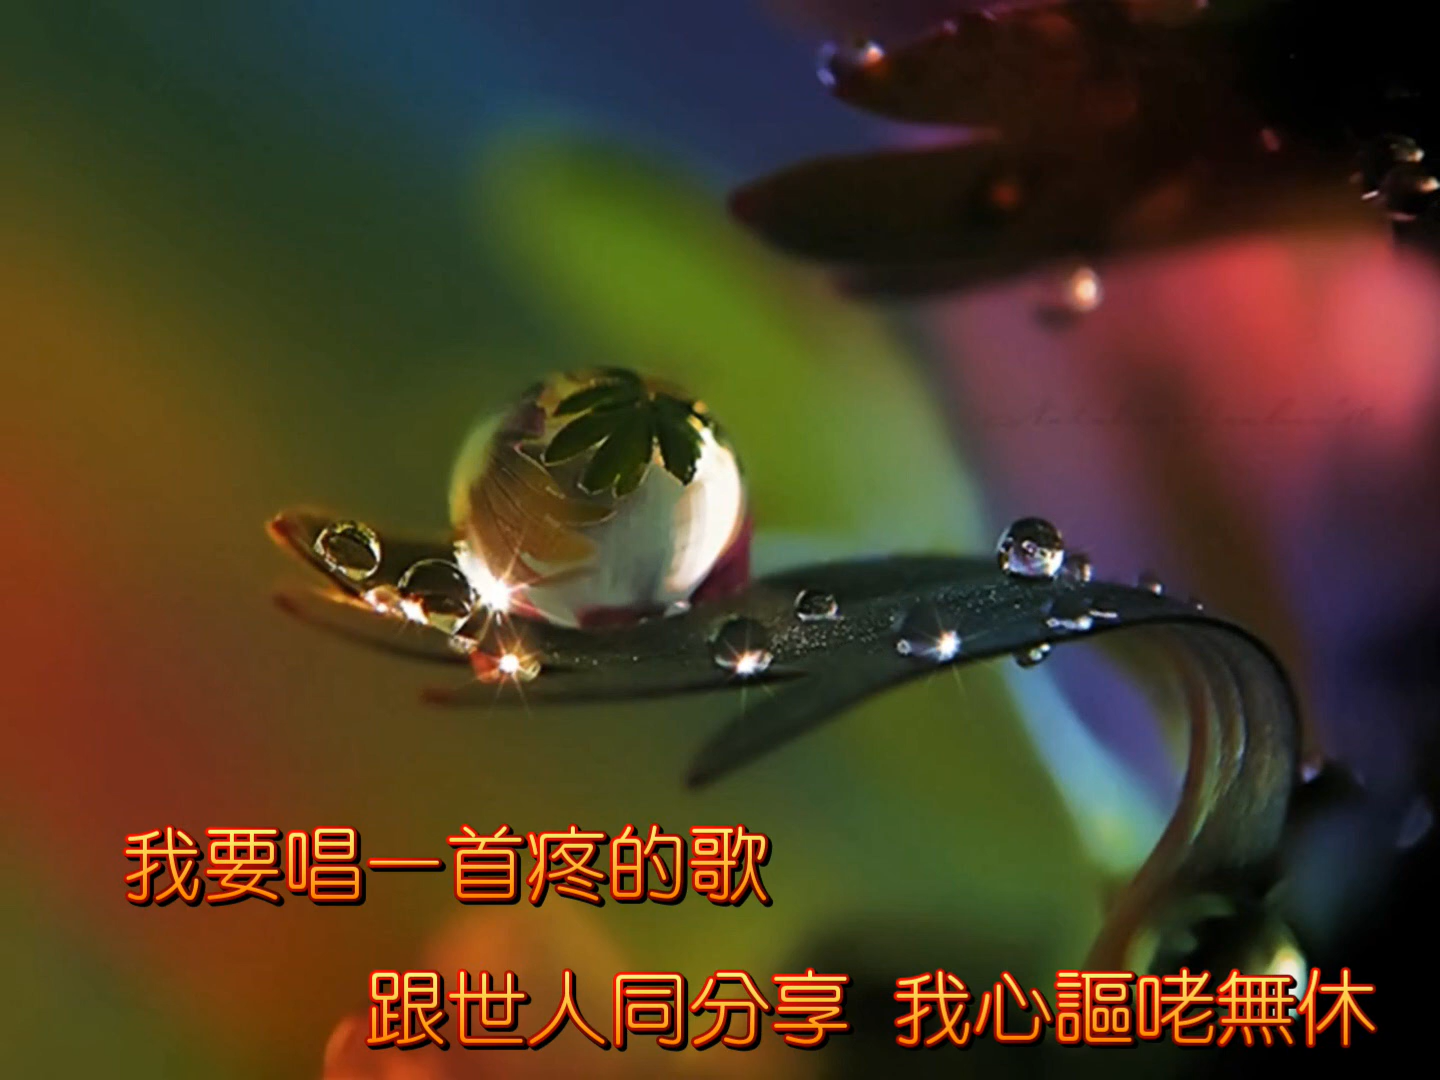 我要唱一首疼的歌
跟世人同分享 我心謳咾無休